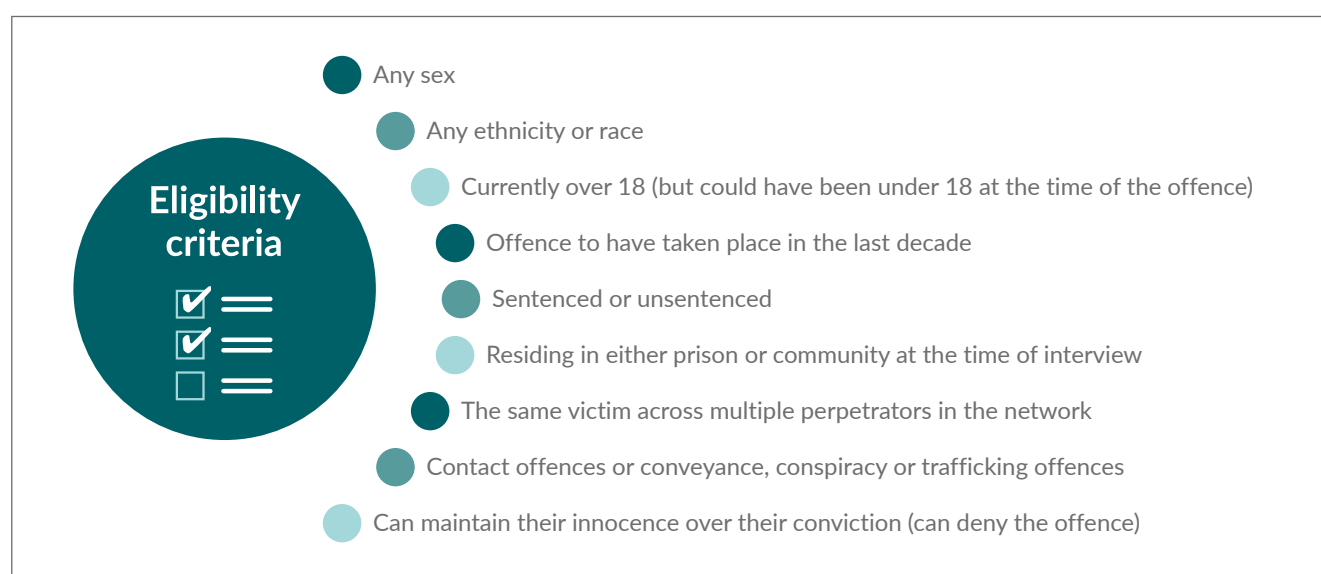 Any sex
Any ethnicity or race
Currently over 18 (but could have been under 18 at the time of the offence)
Eligibility
criteria
Offence to have taken place in the last decade
Sentenced or unsentenced
Residing in either prison or community at the time of interview
The same victim across multiple perpetrators in the network
Contact offences or conveyance, conspiracy or trafficking offences
Can maintain their innocence over their conviction (can deny the offence)